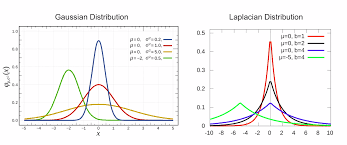 Gaussian Distribution
Laplacian Distribution
1.0
0.8
0.6
0.4
0.2
0.0
φμ,σ²(x)
μ=0, σ²=0.2,
μ=0, σ²=1.0,
μ=0, σ²=5.0,
μ=-2, σ²=0.5,
-5 -4 -3 -2 -1 0 1 2 3 4 5
0.5
0.4
0.3
0.2
0.1
0
μ=0, b=1
μ=0, b=2
μ=0, b=4
μ=-5, b=4
-10 -8 -6 -4 -2 0 2 4 6 8 10